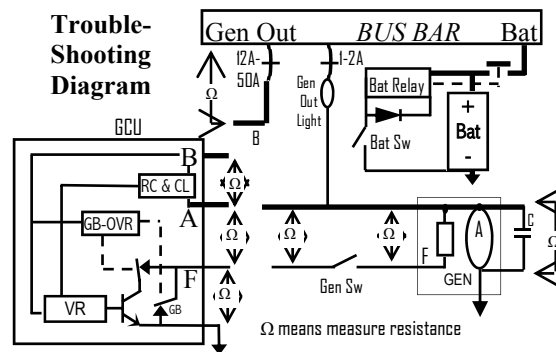 Trouble-
Shooting
Diagram
Gen Out
BUS BAR
Bat
12A-
50A
1-2A
Ω
Gen
Out
Light
Bat Relay
+
Bat
-
Bat Sw
B
GCU
B
RC & CL
Ω
A
GB-OVR
Ω
Ω
Ω
F
A
C
Ω
F
Ω
GEN
Gen Sw
VR
GB
Ω means measure resistance